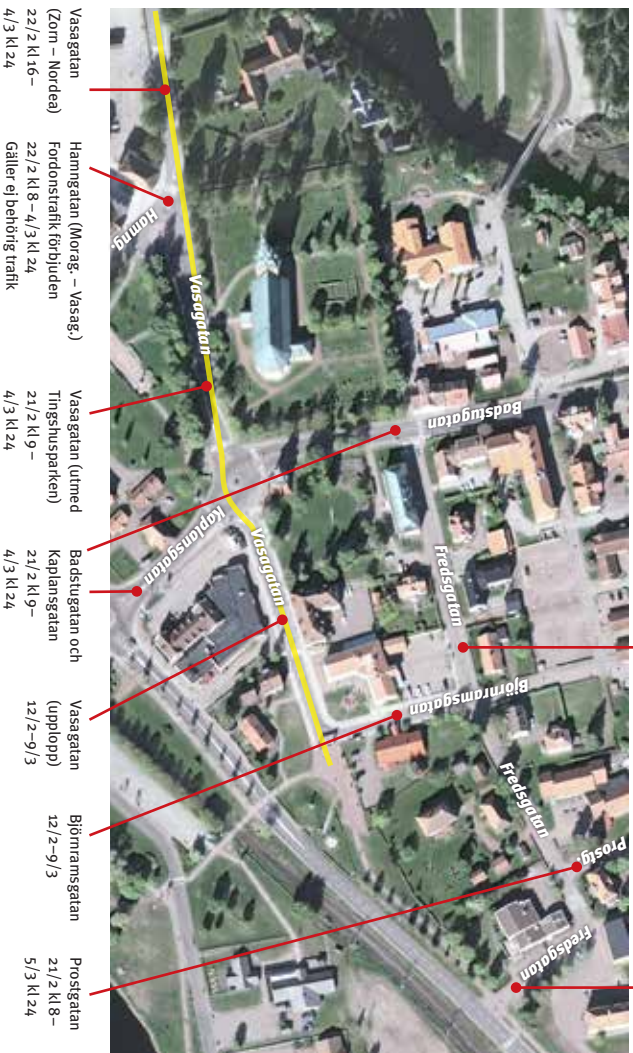 Vasagatan
(Zorn – Nordea)
22/2 kl 16–
4/3 kl 24
Hamngatan (Morag. – Vasag.)
Fordonstrafik förbjuden
22/2 kl 8–4/3 kl 24
Gäller ej behörig trafik
Vasagatan (utmed
Tingshusparken)
21/2 kl 9–
4/3 kl 24
Badstugatan och
Kaplansgatan
21/2 kl 9–
4/3 kl 24
Vasagatan
(upplopp)
12/2–9/3
Björnramsgatan
12/2–9/3
Prostgatan
21/2 kl 8–
5/3 kl 24
Hamng.
Vasagatan
Badstugatan
Kaplansgatan
Vasagatan
Fredsgatan
Björnramsgatan
Fredsgatan
Prostg.
Fredsgatan